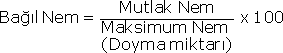 Bağıl Nem = Mutlak Nem / Maksimum Nem x 100
(Doyma miktarı)